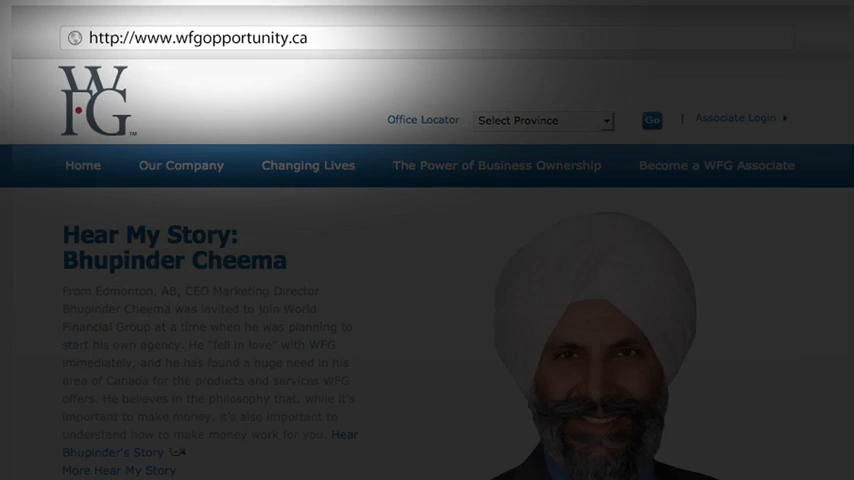 http://www.wfgopportunity.ca
WFG™
Office Locator Select Province Go | Associate Login
Home Our Company Changing Lives The Power of Business Ownership Become a WFG Associate
Hear My Story:
Bhupinder Cheema
From Edmonton, AB, CEO Marketing Director
Bhupinder Cheema was invited to join World
Financial Group at a time when he was planning to
start his own agency. He "fell in love" with WFG
immediately, and he has found a huge need in his
area of Canada for the products and services WFG
offers. He believes in the philosophy that, while it's
important to make money, it's also important to
understand how to make money work for you. Hear
Bhupinder's Story
More Hear My Story